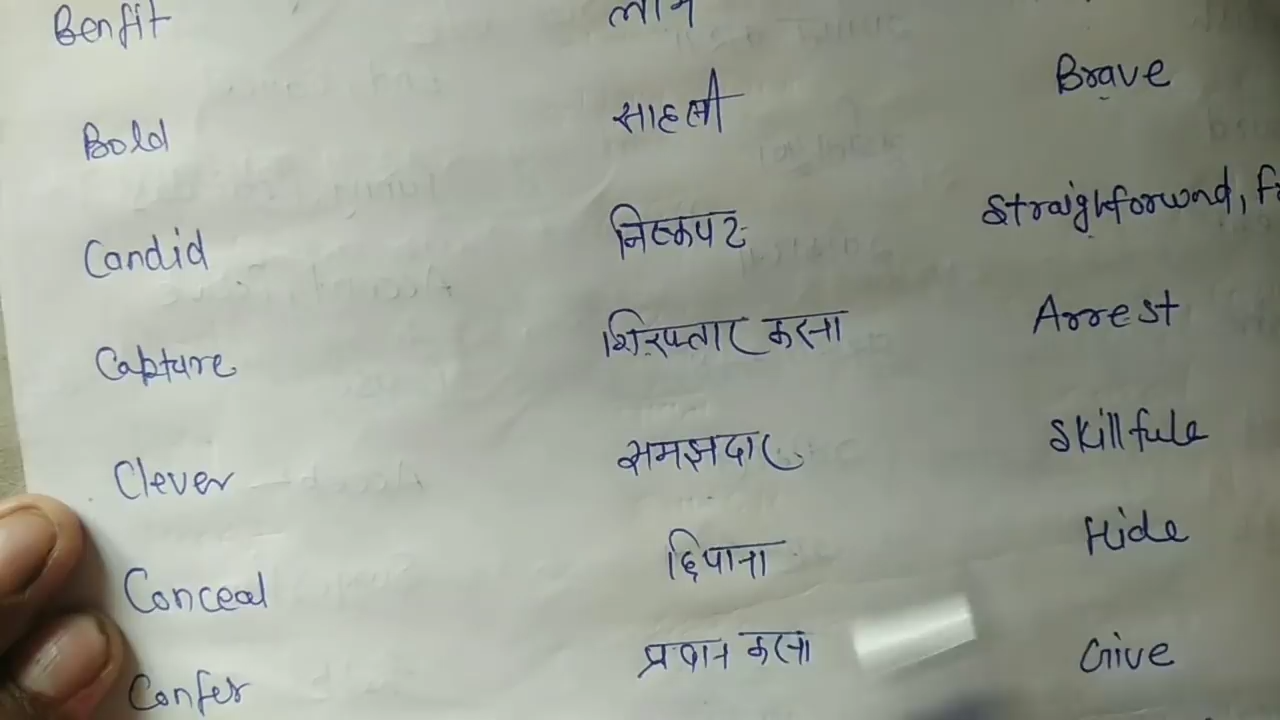 Benfit लाभ
Bold साहसी Brave
Candid निष्कपट Straighforword,
Capture गिरफ्तार करना Arrest
Clever समझदार Skillfule
Conceal छिपाना Hide
Confer प्रदान करना Give